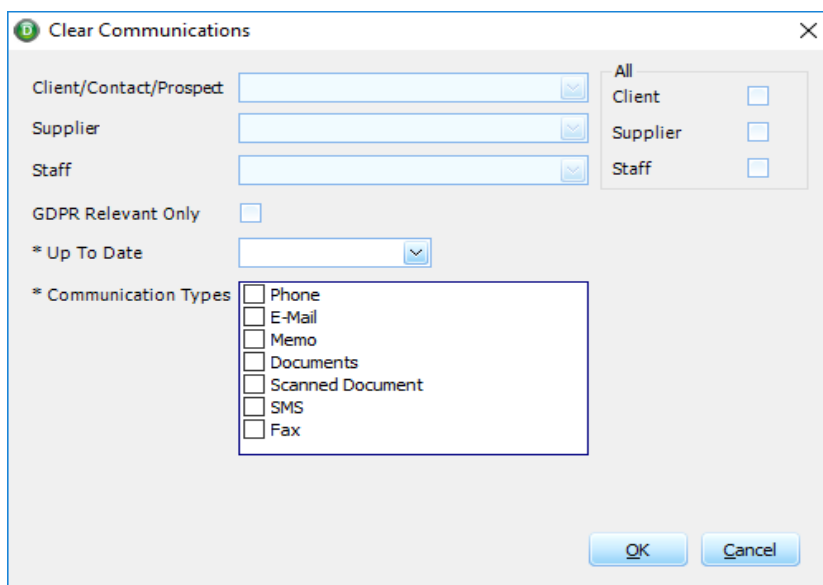 D Clear Communications
Client/Contact/Prospect
Supplier
Staff
All
Client
Supplier
Staff
GDPR Relevant Only
* Up To Date
* Communication Types
Phone
E-Mail
Memo
Documents
Scanned Document
SMS
Fax
OK
Cancel